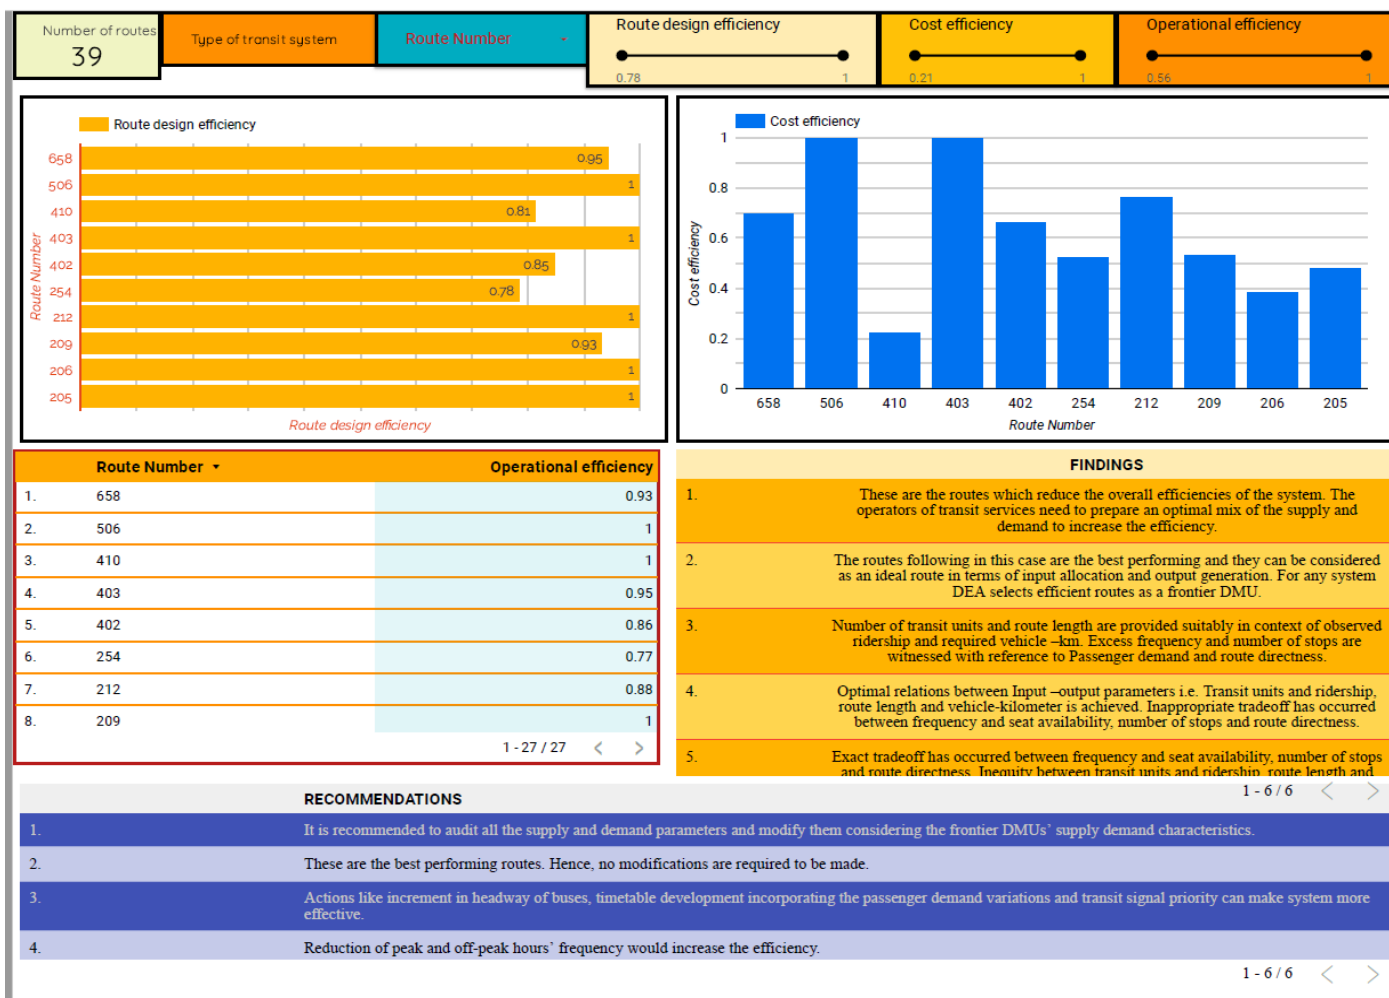 Number of routes
39
Type of transit system
Route Number
Route design efficiency
0.78 1
Cost efficiency
0.21 1
Operational efficiency
0.56 1
Route design efficiency
Route Number
658 0.95
506 1
410 0.81
403 1
402 0.85
254 0.78
212 1
209 0.93
206 1
205 1
Route design efficiency
Cost efficiency
Cost efficiency
1
0.8
0.6
0.4
0.2
0
658 506 410 403 402 254 212 209 206 205
Route Number
Route Number Operational efficiency
1. 658 0.93
2. 506 1
3. 410 1
4. 403 0.95
5. 402 0.86
6. 254 0.77
7. 212 0.88
8. 209 1
1 - 27 / 27
FINDINGS
1. These are the routes which reduce the overall efficiencies of the system. The
operators of transit services need to prepare an optimal mix of the supply and
demand to increase the efficiency.
2. The routes following in this case are the best performing and they can be considered
as an ideal route in terms of input allocation and output generation. For any system
DEA selects efficient routes as a frontier DMU.
3. Number of transit units and route length are provided suitably in context of observed
ridership and required vehicle –km. Excess frequency and number of stops are
witnessed with reference to Passenger demand and route directness.
4. Optimal relations between Input –output parameters i.e. Transit units and ridership,
route length and vehicle-kilometer is achieved. Inappropriate tradeoff has occurred
between frequency and seat availability, number of stops and route directness.
5. Exact tradeoff has occurred between frequency and seat availability, number of stops
and route directness. Inequity between transit units and ridership, route length and
1 - 6 / 6
RECOMMENDATIONS
1. It is recommended to audit all the supply and demand parameters and modify them considering the frontier DMUs' supply demand characteristics.
2. These are the best performing routes. Hence, no modifications are required to be made.
3. Actions like increment in headway of buses, timetable development incorporating the passenger demand variations and transit signal priority can make system more
effective.
4. Reduction of peak and off-peak hours' frequency would increase the efficiency.
1 - 6 / 6